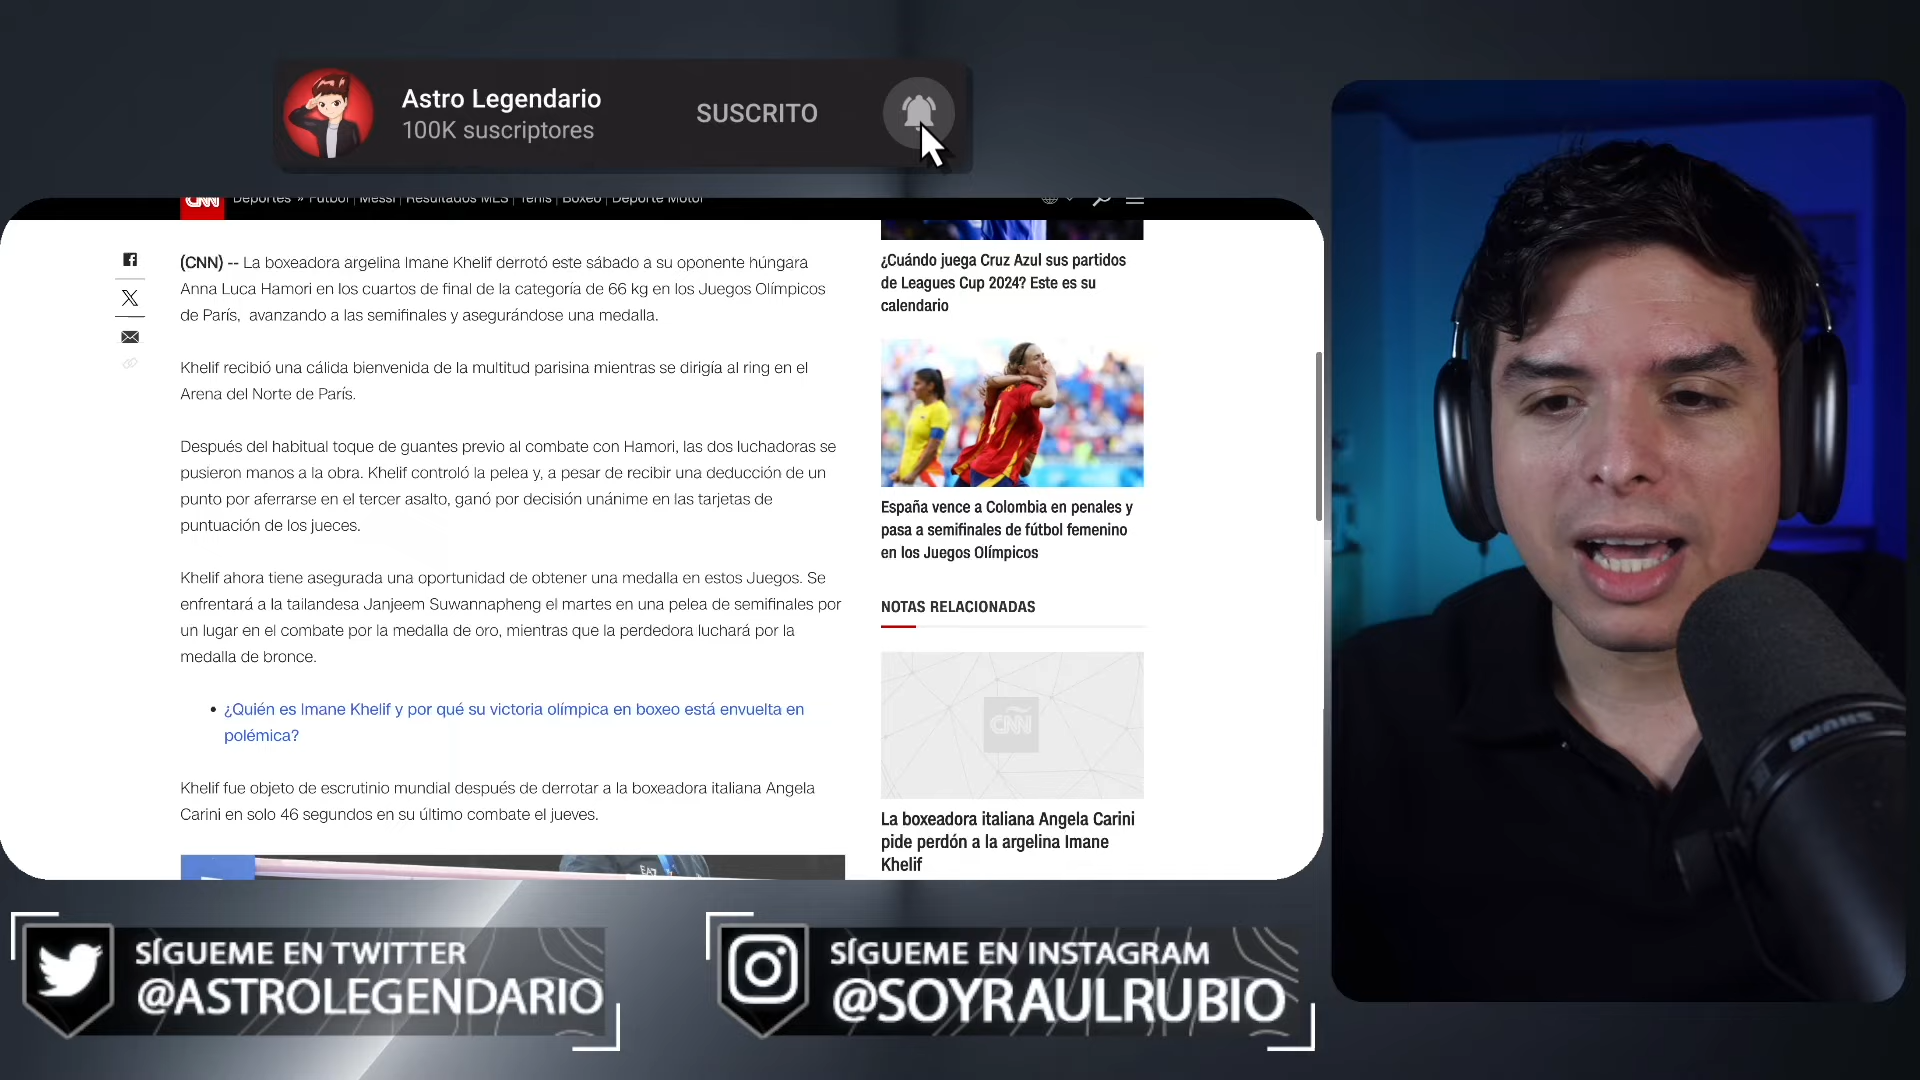 Astro Legendario
100K suscriptores
SUSCRITO
CNN
Deportes » Fútbol | Messi | Resultados MLS | Tenis | Boxeo | Deporte Motor
(CNN) -- La boxeadora argelina Imane Khelif derrotó este sábado a su oponente húngara
Anna Luca Hamori en los cuartos de final de la categoría de 66 kg en los Juegos Olímpicos
de París, avanzando a las semifinales y asegurándose una medalla.
Khelif recibió una cálida bienvenida de la multitud parisina mientras se dirigía al ring en el
Arena del Norte de París.
Después del habitual toque de guantes previo al combate con Hamori, las dos luchadoras se
pusieron manos a la obra. Khelif controló la pelea y, a pesar de recibir una deducción de un
punto por aferrarse en el tercer asalto, ganó por decisión unánime en las tarjetas de
puntuación de los jueces.
Khelif ahora tiene asegurada una oportunidad de obtener una medalla en estos Juegos. Se
enfrentará a la tailandesa Janjeem Suwannapheng el martes en una pelea de semifinales por
un lugar en el combate por la medalla de oro, mientras que la perdedora luchará por la
medalla de bronce.
• ¿Quién es Imane Khelif y por qué su victoria olímpica en boxeo está envuelta en
polémica?
Khelif fue objeto de escrutinio mundial después de derrotar a la boxeadora italiana Angela
Carini en solo 46 segundos en su último combate el jueves.
EA7
¿Cuándo juega Cruz Azul sus partidos
de Leagues Cup 2024? Este es su
calendario
4
España vence a Colombia en penales y
pasa a semifinales de fútbol femenino
en los Juegos Olímpicos
NOTAS RELACIONADAS
CNN
La boxeadora italiana Angela Carini
pide perdón a la argelina Imane
Khelif
SÍGUEME EN TWITTER
@ASTROLEGENDARIO
SÍGUEME EN INSTAGRAM
@SOYRAULRUBIO